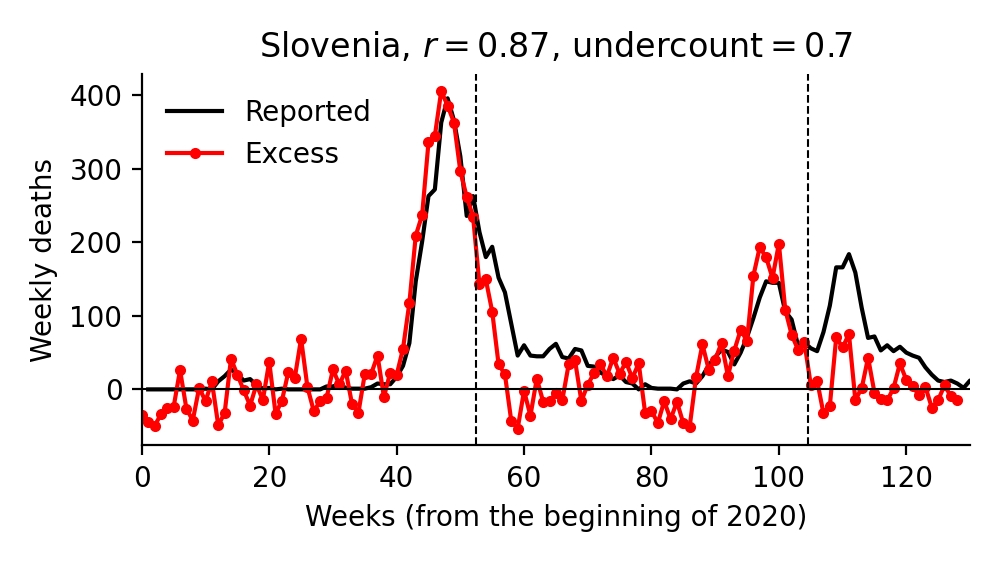 Slovenia, r = 0.87, undercount = 0.7
400
300
200
100
0
Weekly deaths
Reported
Excess
0 20 40 60 80 100 120
Weeks (from the beginning of 2020)